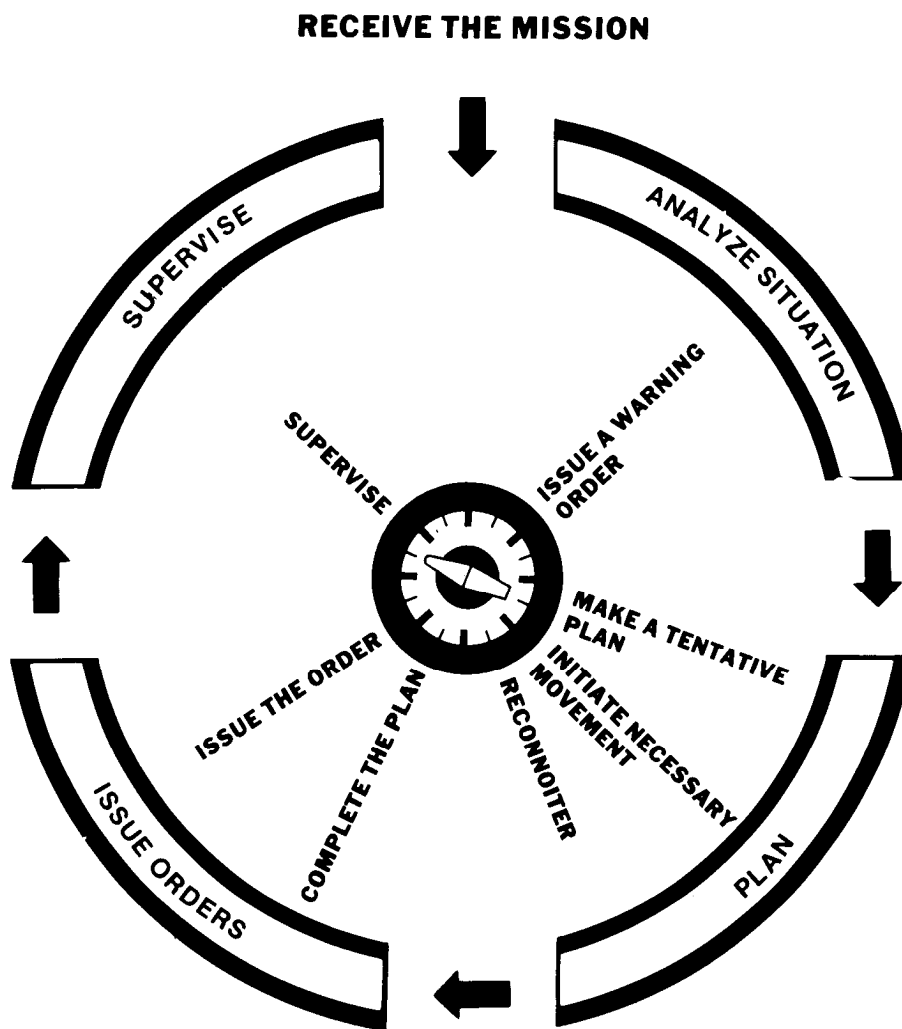 RECEIVE THE MISSION
ANALYZE SITUATION
SUPERVISE
ISSUE A WARNING
ORDER
SUPERVISE
MAKE A TENTATIVE
PLAN
INITIATE NECESSARY
MOVEMENT
RECONNOITER
COMPLETE THE PLAN
ISSUE THE ORDER
PLAN
ISSUE ORDERS